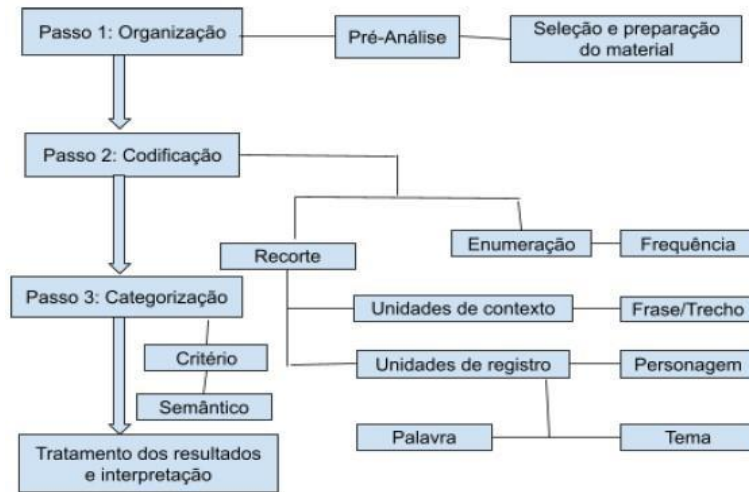 Passo 1: Organização
Pré-Análise
Seleção e preparação
do material
Passo 2: Codificação
Recorte
Enumeração
Frequência
Passo 3: Categorização
Unidades de contexto
Frase/Trecho
Critério
Unidades de registro
Personagem
Semântico
Palavra
Tema
Tratamento dos resultados
e interpretação